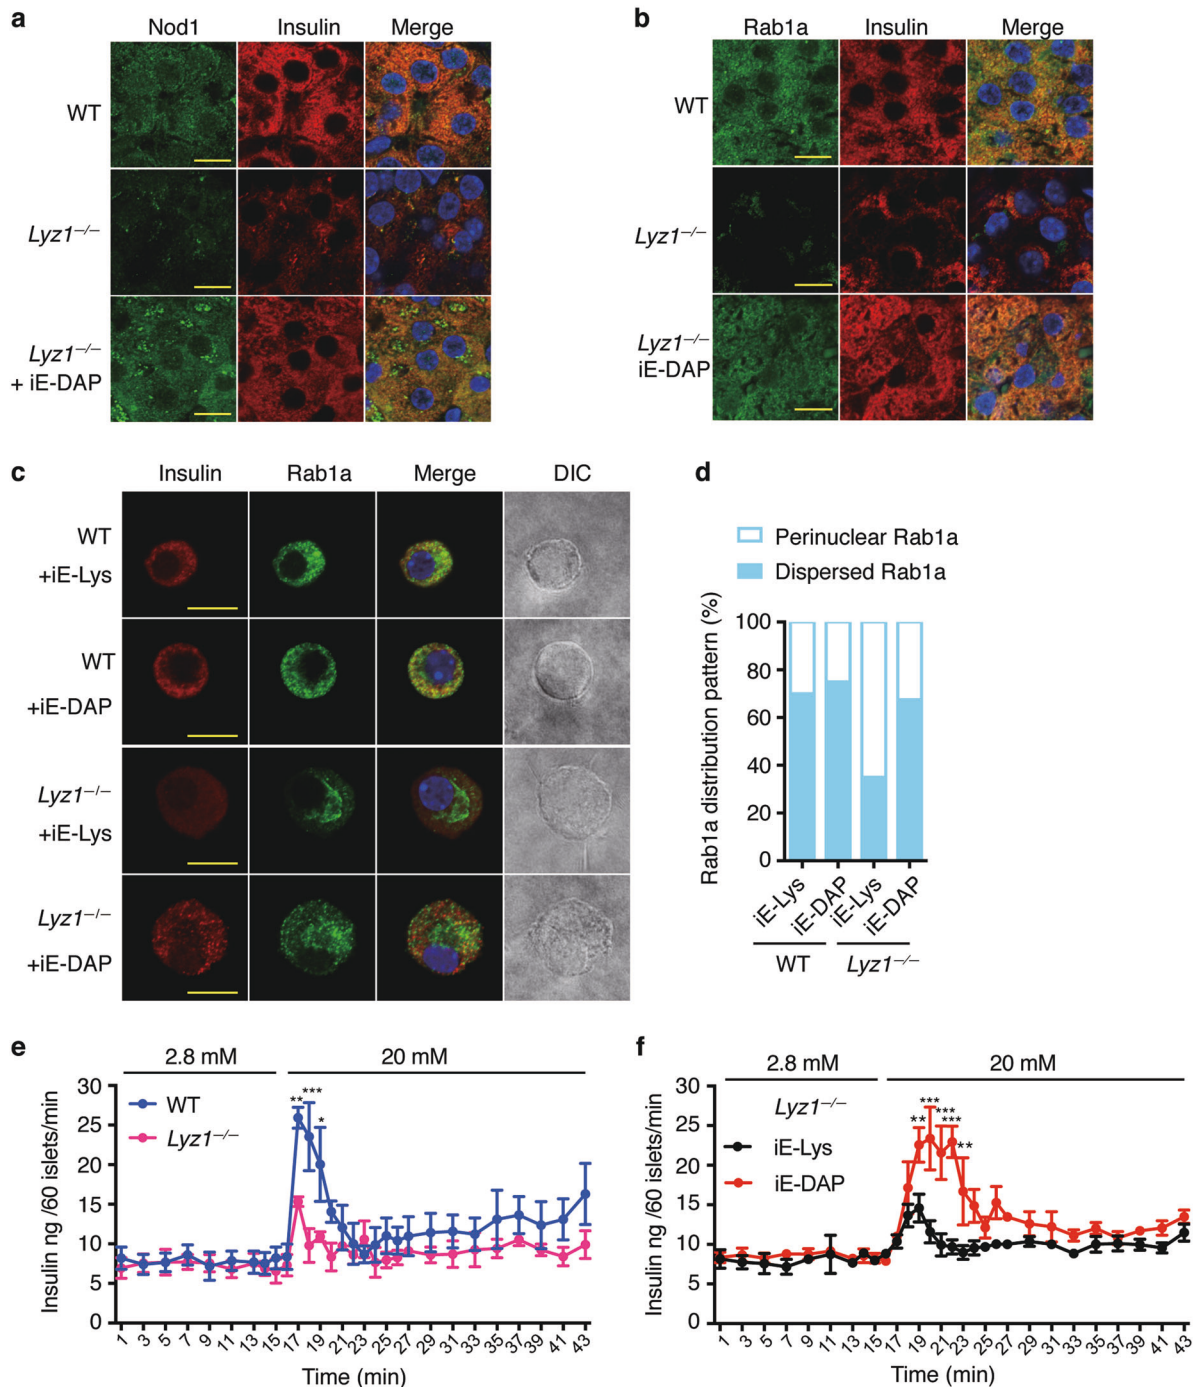 a
Nod1 Insulin Merge
WT
Lyz1–/–
Lyz1–/–
+ iE-DAP
b
Rab1a Insulin Merge
WT
Lyz1–/–
Lyz1–/–
iE-DAP
c
Insulin Rab1a Merge DIC
WT
+iE-Lys
WT
+iE-DAP
Lyz1–/–
+iE-Lys
Lyz1–/–
+iE-DAP
d
Perinuclear Rab1a
Dispersed Rab1a
Rab1a distribution pattern (%)
100
80
60
40
20
0
iE-Lys iE-DAP iE-Lys iE-DAP
WT Lyz1–/–
e
2.8 mM 20 mM
Insulin ng /60 islets/min
30
25
20
15
10
5
0
WT
Lyz1–/–
** *** *
1 3 5 7 9 11 13 15 17 19 21 23 25 27 29 31 33 35 37 39 41 43
Time (min)
f
2.8 mM 20 mM
Insulin ng /60 islets/min
30
25
20
15
10
5
0
Lyz1–/–
iE-Lys
iE-DAP
** *** *** *** **
1 3 5 7 9 11 13 15 17 19 21 23 25 27 29 31 33 35 37 39 41 43
Time (min)